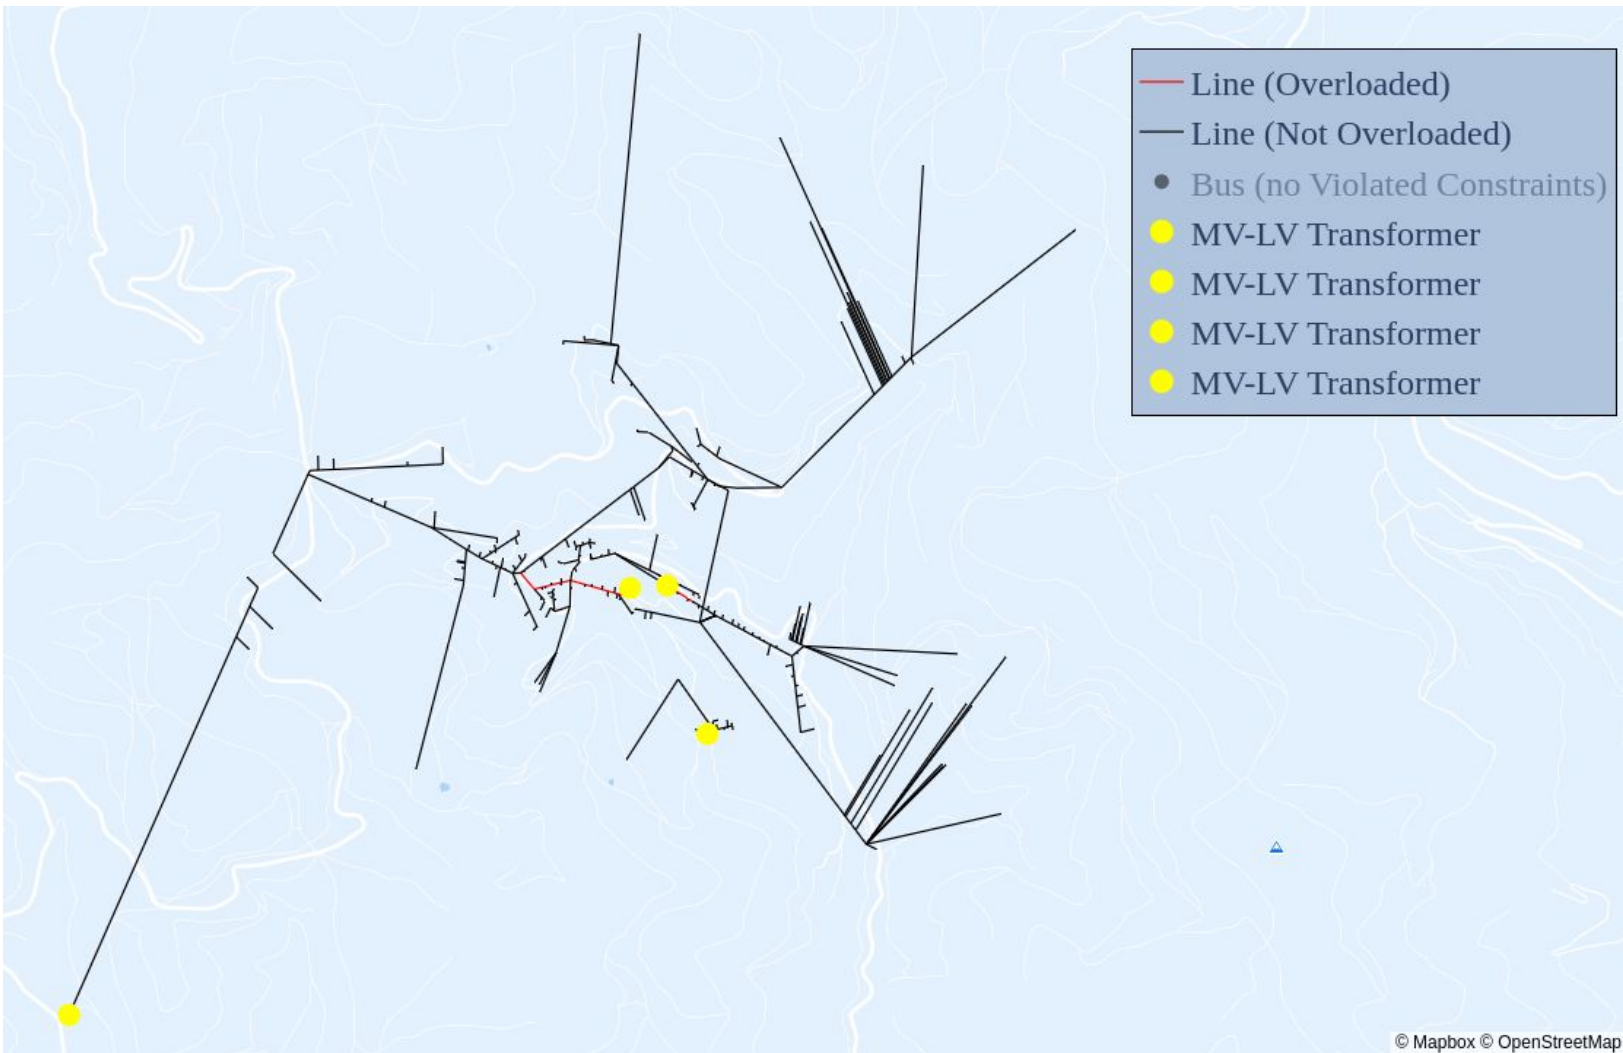 Line (Overloaded)
Line (Not Overloaded)
Bus (no Violated Constraints)
MV-LV Transformer
MV-LV Transformer
MV-LV Transformer
MV-LV Transformer
© Mapbox © OpenStreetMap